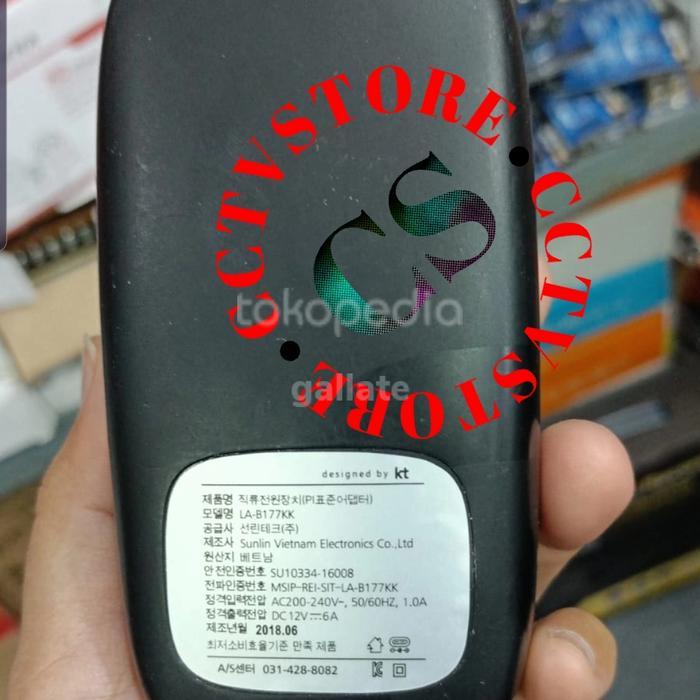 CCTVSTORE
CCTVSTORE
CS
tokopedia
gallate
designed by kt
제품명 직류전원장치(PI표준어댑터)
모델명 LA-B177KK
공급사 선린테크(주)
제조사 Sunlin Vietnam Electronics Co.,Ltd
원산지 베트남
안전인증번호 SU10334-16008
전파인증번호 MSIP-REI-SIT-LA-B177KK
정격입력전압 AC200-240V~, 50/60HZ, 1.0A
정격출력전압 DC 12V⎓6A
제조년월 2018.06
최저소비효율기준 만족 제품
A/S센터 031-428-8082